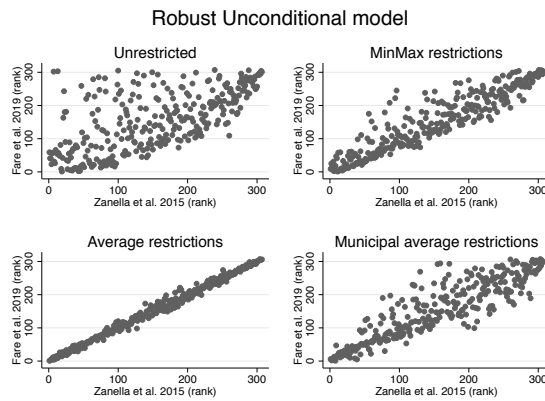 Robust Unconditional model
Unrestricted
Fare et al. 2019 (rank)
0 100 200 300
0 100 200 300
Zanella et al. 2015 (rank)
MinMax restrictions
Fare et al. 2019 (rank)
0 100 200 300
0 100 200 300
Zanella et al. 2015 (rank)
Average restrictions
Fare et al. 2019 (rank)
0 100 200 300
0 100 200 300
Zanella et al. 2015 (rank)
Municipal average restrictions
Fare et al. 2019 (rank)
0 100 200 300
0 100 200 300
Zanella et al. 2015 (rank)